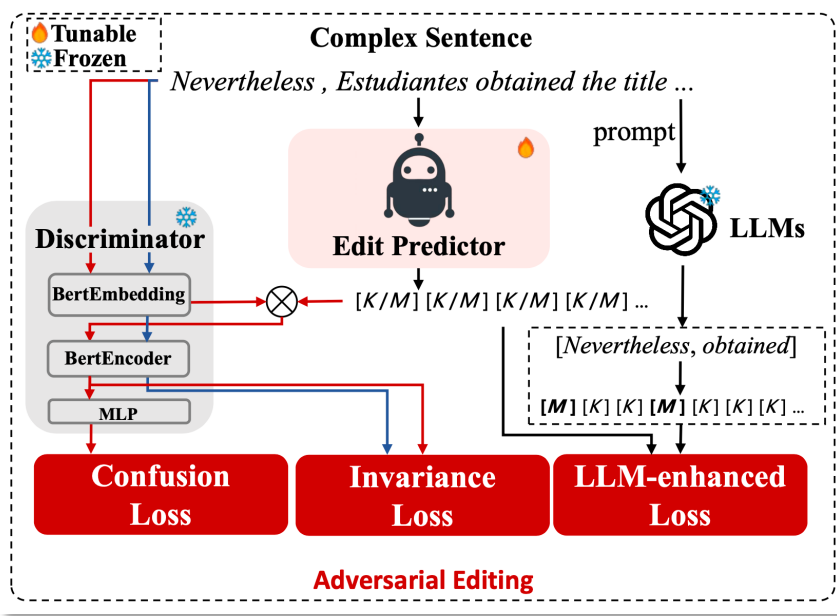 Tunable
Frozen
Complex Sentence
Nevertheless , Estudiantes obtained the title ...
prompt
Discriminator
Edit Predictor
LLMs
BertEmbedding
[K/M] [K/M] [K/M] [K/M] ...
BertEncoder
[Nevertheless, obtained]
MLP
[M] [K] [K] [M] [K] [K] [K] ...
Confusion
Loss
Invariance
Loss
LLM-enhanced
Loss
Adversarial Editing